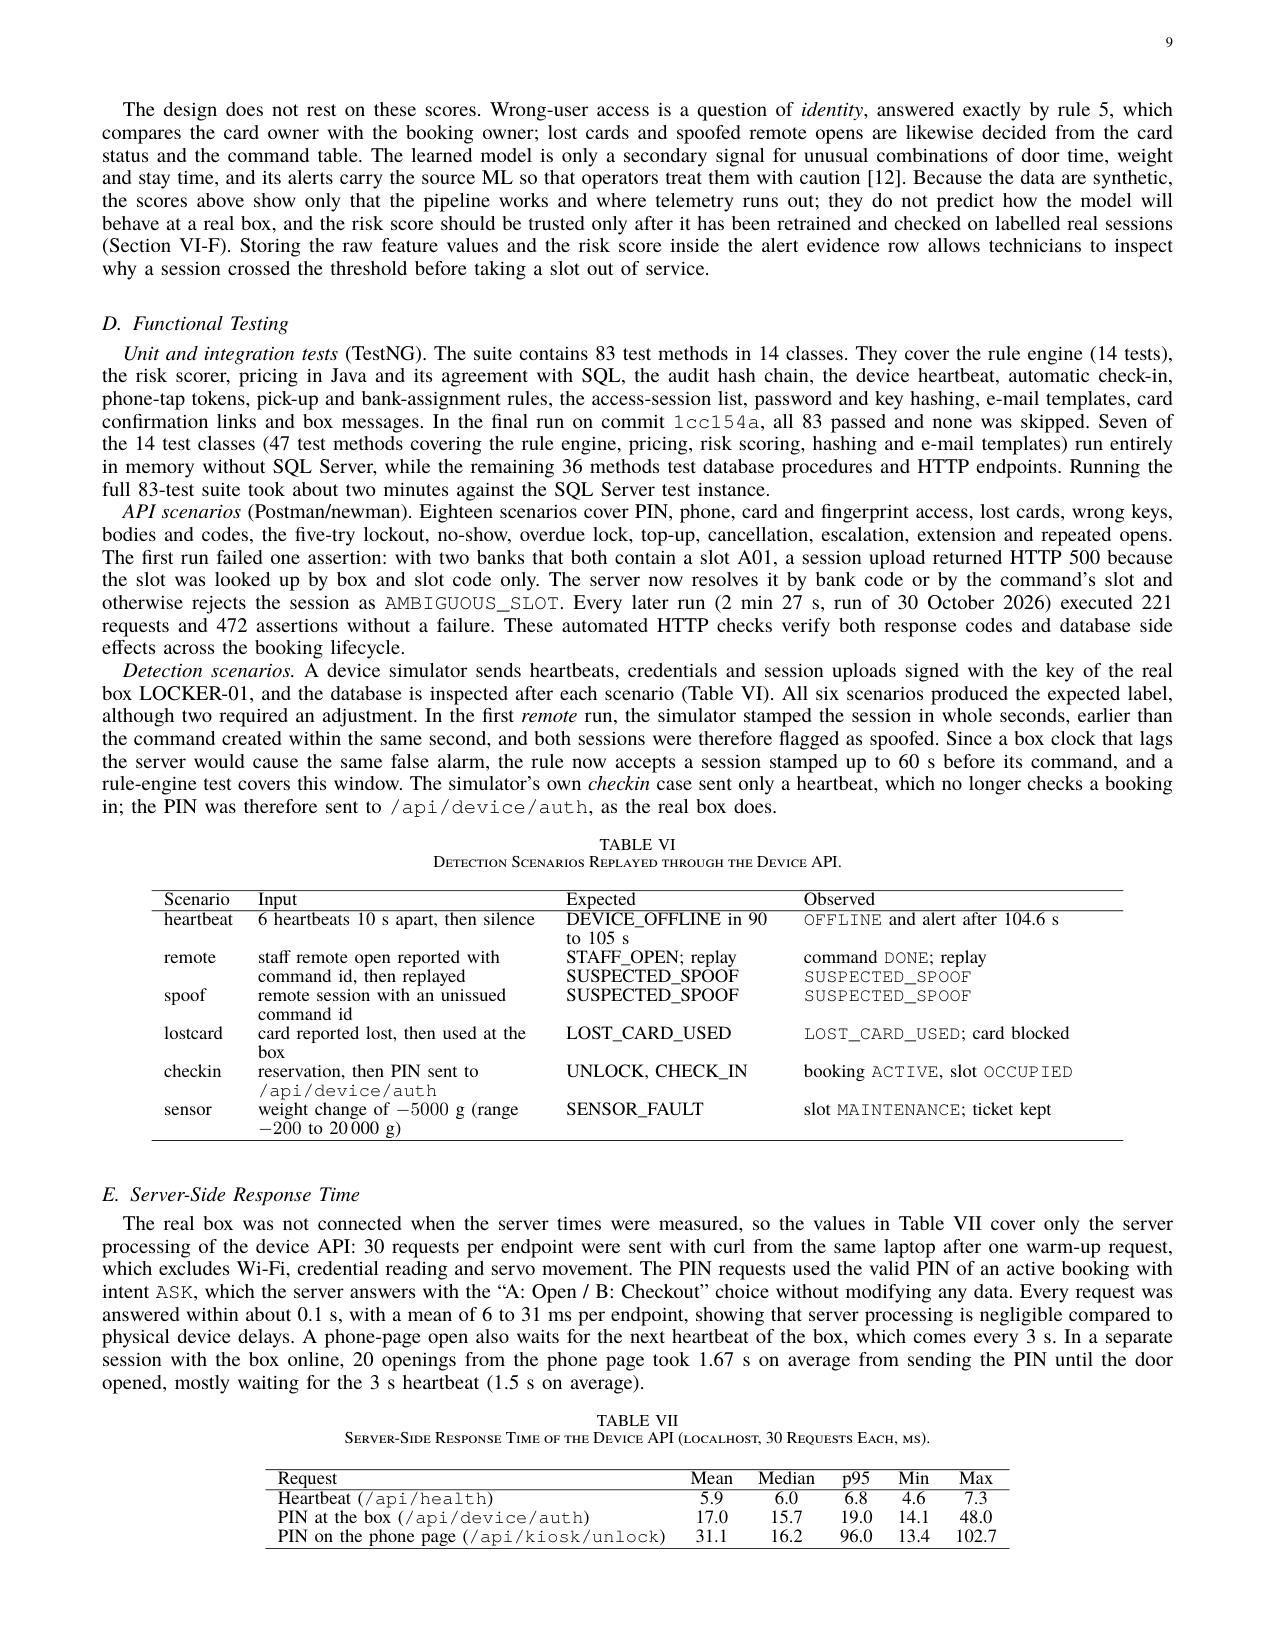 9
The design does not rest on these scores. Wrong-user access is a question of identity, answered exactly by rule 5, which
compares the card owner with the booking owner; lost cards and spoofed remote opens are likewise decided from the card
status and the command table. The learned model is only a secondary signal for unusual combinations of door time, weight
and stay time, and its alerts carry the source ML so that operators treat them with caution [12]. Because the data are synthetic,
the scores above show only that the pipeline works and where telemetry runs out; they do not predict how the model will
behave at a real box, and the risk score should be trusted only after it has been retrained and checked on labelled real sessions
(Section VI-F). Storing the raw feature values and the risk score inside the alert evidence row allows technicians to inspect
why a session crossed the threshold before taking a slot out of service.
D. Functional Testing
Unit and integration tests (TestNG). The suite contains 83 test methods in 14 classes. They cover the rule engine (14 tests),
the risk scorer, pricing in Java and its agreement with SQL, the audit hash chain, the device heartbeat, automatic check-in,
phone-tap tokens, pick-up and bank-assignment rules, the access-session list, password and key hashing, e-mail templates, card
confirmation links and box messages. In the final run on commit 1cc154a, all 83 passed and none was skipped. Seven of
the 14 test classes (47 test methods covering the rule engine, pricing, risk scoring, hashing and e-mail templates) run entirely
in memory without SQL Server, while the remaining 36 methods test database procedures and HTTP endpoints. Running the
full 83-test suite took about two minutes against the SQL Server test instance.
API scenarios (Postman/newman). Eighteen scenarios cover PIN, phone, card and fingerprint access, lost cards, wrong keys,
bodies and codes, the five-try lockout, no-show, overdue lock, top-up, cancellation, escalation, extension and repeated opens.
The first run failed one assertion: with two banks that both contain a slot A01, a session upload returned HTTP 500 because
the slot was looked up by box and slot code only. The server now resolves it by bank code or by the command's slot and
otherwise rejects the session as AMBIGUOUS_SLOT. Every later run (2 min 27 s, run of 30 October 2026) executed 221
requests and 472 assertions without a failure. These automated HTTP checks verify both response codes and database side
effects across the booking lifecycle.
Detection scenarios. A device simulator sends heartbeats, credentials and session uploads signed with the key of the real
box LOCKER-01, and the database is inspected after each scenario (Table VI). All six scenarios produced the expected label,
although two required an adjustment. In the first remote run, the simulator stamped the session in whole seconds, earlier than
the command created within the same second, and both sessions were therefore flagged as spoofed. Since a box clock that lags
the server would cause the same false alarm, the rule now accepts a session stamped up to 60 s before its command, and a
rule-engine test covers this window. The simulator's own checkin case sent only a heartbeat, which no longer checks a booking
in; the PIN was therefore sent to /api/device/auth, as the real box does.
TABLE VI
DETECTION SCENARIOS REPLAYED THROUGH THE DEVICE API.
Scenario Input Expected Observed
heartbeat 6 heartbeats 10 s apart, then silence DEVICE_OFFLINE in 90 OFFLINE and alert after 104.6 s
to 105 s
remote staff remote open reported with STAFF_OPEN; replay command DONE; replay
command id, then replayed SUSPECTED_SPOOF SUSPECTED_SPOOF
spoof remote session with an unissued SUSPECTED_SPOOF SUSPECTED_SPOOF
command id
lostcard card reported lost, then used at the LOST_CARD_USED LOST_CARD_USED; card blocked
box
checkin reservation, then PIN sent to UNLOCK, CHECK_IN booking ACTIVE, slot OCCUPIED
/api/device/auth
sensor weight change of −5000 g (range SENSOR_FAULT slot MAINTENANCE; ticket kept
−200 to 20 000 g)
E. Server-Side Response Time
The real box was not connected when the server times were measured, so the values in Table VII cover only the server
processing of the device API: 30 requests per endpoint were sent with curl from the same laptop after one warm-up request,
which excludes Wi-Fi, credential reading and servo movement. The PIN requests used the valid PIN of an active booking with
intent ASK, which the server answers with the “A: Open / B: Checkout” choice without modifying any data. Every request was
answered within about 0.1 s, with a mean of 6 to 31 ms per endpoint, showing that server processing is negligible compared to
physical device delays. A phone-page open also waits for the next heartbeat of the box, which comes every 3 s. In a separate
session with the box online, 20 openings from the phone page took 1.67 s on average from sending the PIN until the door
opened, mostly waiting for the 3 s heartbeat (1.5 s on average).
TABLE VII
SERVER-SIDE RESPONSE TIME OF THE DEVICE API (LOCALHOST, 30 REQUESTS EACH, MS).
Request Mean Median p95 Min Max
Heartbeat (/api/health) 5.9 6.0 6.8 4.6 7.3
PIN at the box (/api/device/auth) 17.0 15.7 19.0 14.1 48.0
PIN on the phone page (/api/kiosk/unlock) 31.1 16.2 96.0 13.4 102.7